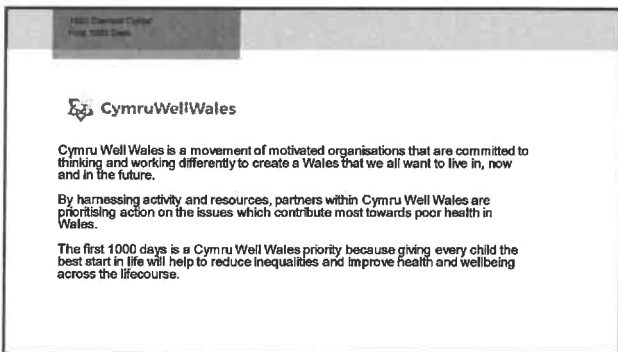 First 1000 Days
CymruWellWales
Cymru Well Wales is a movement of motivated organisations that are committed to
thinking and working differently to create a Wales that we all want to live in, now
and in the future.
By harnessing activity and resources, partners within Cymru Well Wales are
prioritising action on the issues which contribute most towards poor health in
Wales.
The first 1000 days is a Cymru Well Wales priority because giving every child the
best start in life will help to reduce inequalities and improve health and wellbeing
across the lifecourse.